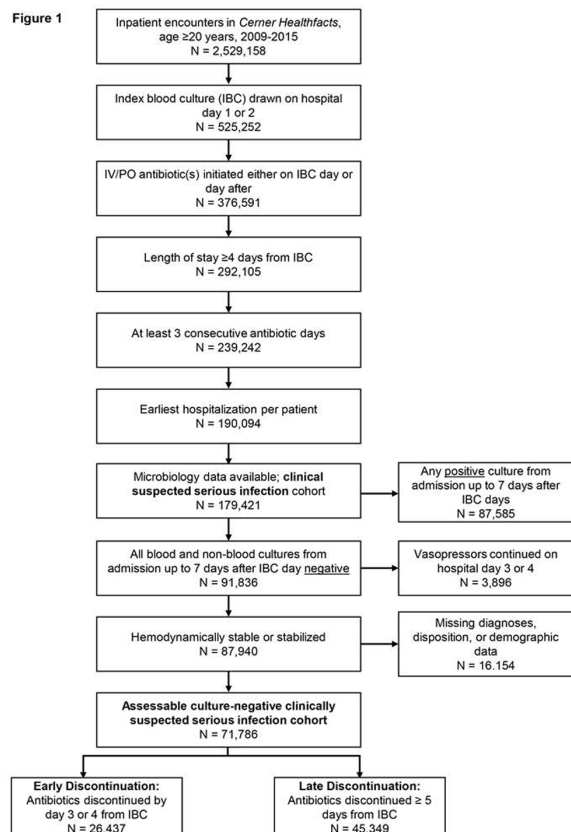 Figure 1
Inpatient encounters in Cerner Healthfacts,
age ≥20 years, 2009-2015
N = 2,529,158
Index blood culture (IBC) drawn on hospital
day 1 or 2
N = 525,252
IV/PO antibiotic(s) initiated either on IBC day or
day after
N = 376,591
Length of stay ≥4 days from IBC
N = 292,105
At least 3 consecutive antibiotic days
N = 239,242
Earliest hospitalization per patient
N = 190,094
Microbiology data available; clinical
suspected serious infection cohort
N = 179,421
Any positive culture from
admission up to 7 days after
IBC days
N = 87,585
All blood and non-blood cultures from
admission up to 7 days after IBC day negative
N = 91,836
Vasopressors continued on
hospital day 3 or 4
N = 3,896
Hemodynamically stable or stabilized
N = 87,940
Missing diagnoses,
disposition, or demographic
data
N = 16.154
Assessable culture-negative clinically
suspected serious infection cohort
N = 71,786
Early Discontinuation:
Antibiotics discontinued by
day 3 or 4 from IBC
N = 26,437
Late Discontinuation:
Antibiotics discontinued ≥ 5
days from IBC
N = 45,349